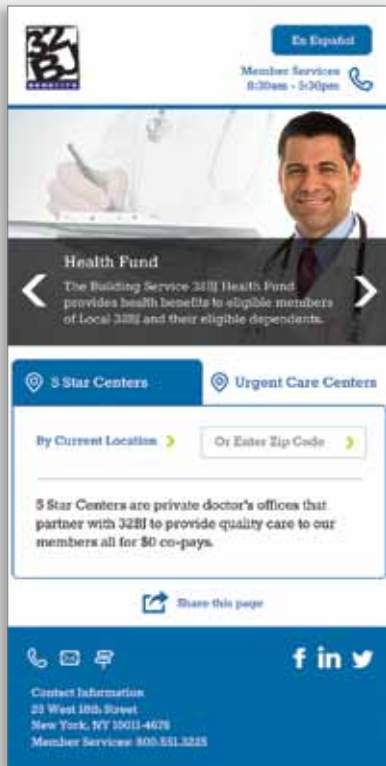 32
BJ
BENEFITS
En Español
Member Services
8:30am - 5:30pm
Health Fund
The Building Service 32BJ Health Fund
provides health benefits to eligible members
of Local 32BJ and their eligible dependents.
5 Star Centers
Urgent Care Centers
By Current Location
Or Enter Zip Code
5 Star Centers are private doctor's offices that
partner with 32BJ to provide quality care to our
members all for $0 co-pays.
Share this page
f in
Contact Information
25 West 18th Street
New York, NY 10011-4676
Member Services: 800.551.3225